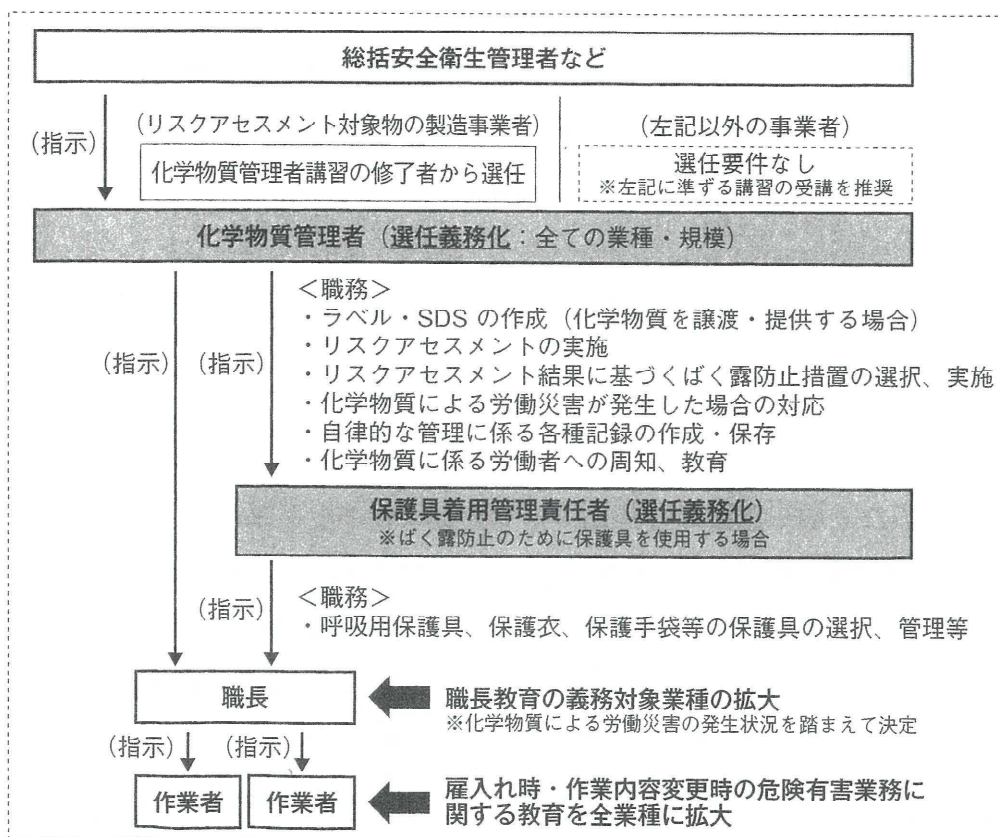 総括安全衛生管理者など
(指示)
(リスクアセスメント対象物の製造事業者)
化学物質管理者講習の修了者から選任
(左記以外の事業者)
選任要件なし
※左記に準ずる講習の受講を推奨
化学物質管理者（選任義務化：全ての業種・規模）
(指示)
(指示)
＜職務＞
・ラベル・SDS の作成（化学物質を譲渡・提供する場合）
・リスクアセスメントの実施
・リスクアセスメント結果に基づくばく露防止措置の選択、実施
・化学物質による労働災害が発生した場合の対応
・自律的な管理に係る各種記録の作成・保存
・化学物質に係る労働者への周知、教育
保護具着用管理責任者（選任義務化）
※ばく露防止のために保護具を使用する場合
(指示)
＜職務＞
・呼吸用保護具、保護衣、保護手袋等の保護具の選択、管理等
職長
職長教育の義務対象業種の拡大
※化学物質による労働災害の発生状況を踏まえて決定
(指示)
(指示)
作業者
作業者
雇入れ時・作業内容変更時の危険有害業務に
関する教育を全業種に拡大